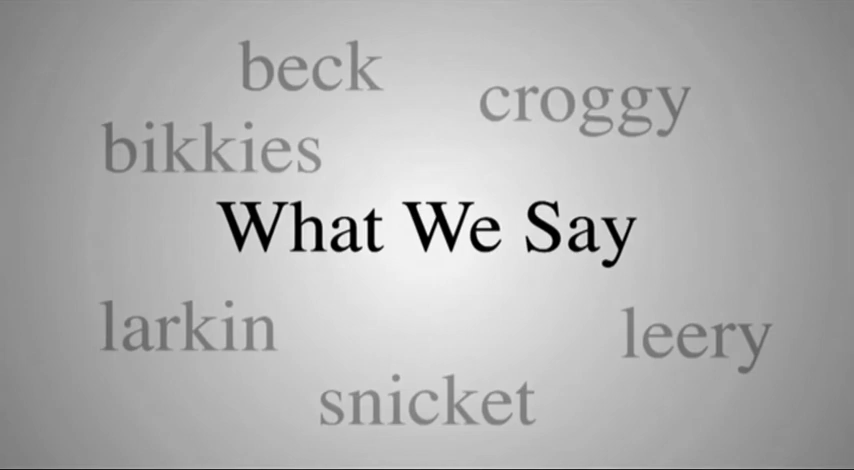 beck
croggy
bikkies
What We Say
larkin
leery
snicket